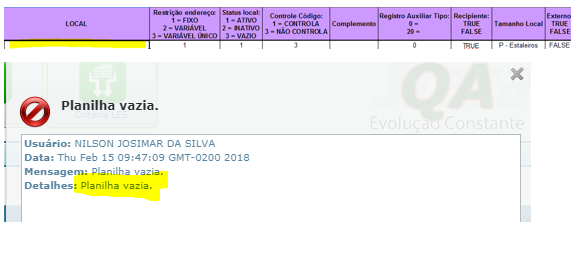 LOCAL
Restrição endereço:
1 = FIXO
2 = VARIÁVEL
3 = VARIÁVEL ÚNICO
Status local:
1 = ATIVO
2 = INATIVO
3 = VAZIO
Controle Código:
1 = CONTROLA
3 = NÃO CONTROLA
Complemento
Registro Auxiliar Tipo:
0 =
20 =
Recipiente:
TRUE
FALSE
Tamanho Local
Externo
TRUE
FALSE
1 1 3 0 TRUE P - Estaleiros FALSE
Planilha vazia.
Critério LES
QA
Evolução Constante
Usuário: NILSON JOSIMAR DA SILVA
Data: Thu Feb 15 09:47:09 GMT-0200 2018
Mensagem: Planilha vazia.
Detalhes: Planilha vazia.